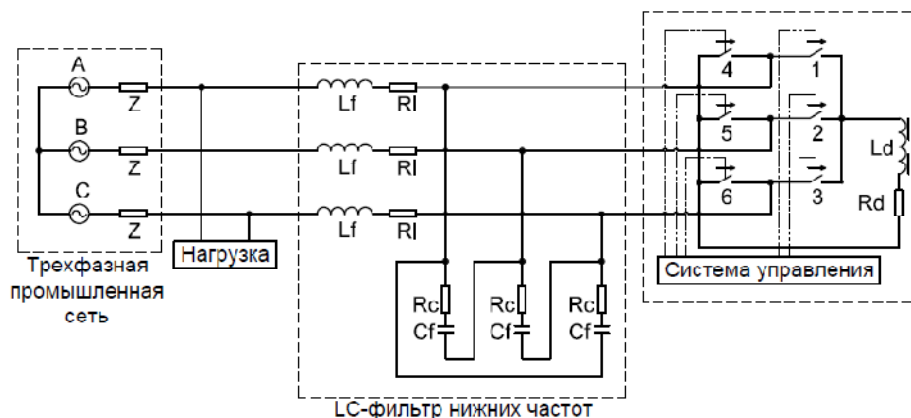 A
Z
B
Z
C
Z
Трехфазная
промышленная
сеть
Нагрузка
Lf
Rl
Lf
Rl
Lf
Rl
Rc
Cf
Rc
Cf
Rc
Cf
LC-фильтр нижних частот
4
1
5
2
6
3
Ld
Rd
Система управления